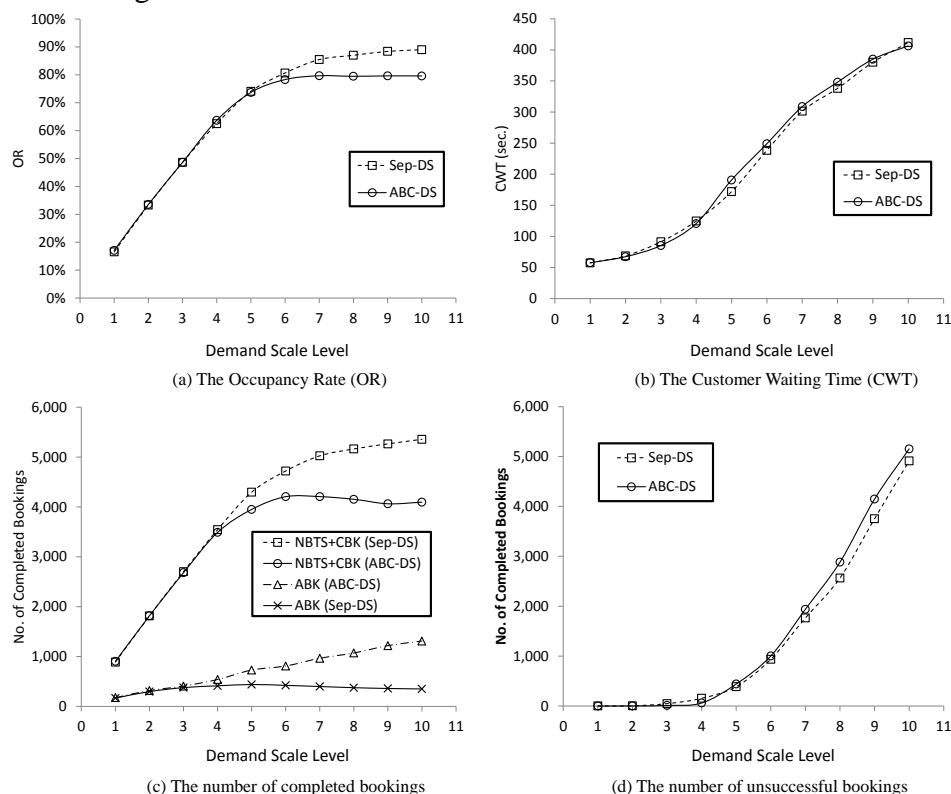 100%
90%
80%
70%
60%
50%
40%
30%
20%
10%
0%
OR
0 1 2 3 4 5 6 7 8 9 10 11
Demand Scale Level
Sep-DS
ABC-DS
(a) The Occupancy Rate (OR)
450
400
350
300
250
200
150
100
50
0
CWT (sec.)
0 1 2 3 4 5 6 7 8 9 10 11
Demand Scale Level
Sep-DS
ABC-DS
(b) The Customer Waiting Time (CWT)
6,000
5,000
4,000
3,000
2,000
1,000
0
No. of Completed Bookings
0 1 2 3 4 5 6 7 8 9 10 11
Demand Scale Level
NBTS+CBK (Sep-DS)
NBTS+CBK (ABC-DS)
ABK (ABC-DS)
ABK (Sep-DS)
(c) The number of completed bookings
6,000
5,000
4,000
3,000
2,000
1,000
0
No. of Completed Bookings
0 1 2 3 4 5 6 7 8 9 10 11
Demand Scale Level
Sep-DS
ABC-DS
(d) The number of unsuccessful bookings